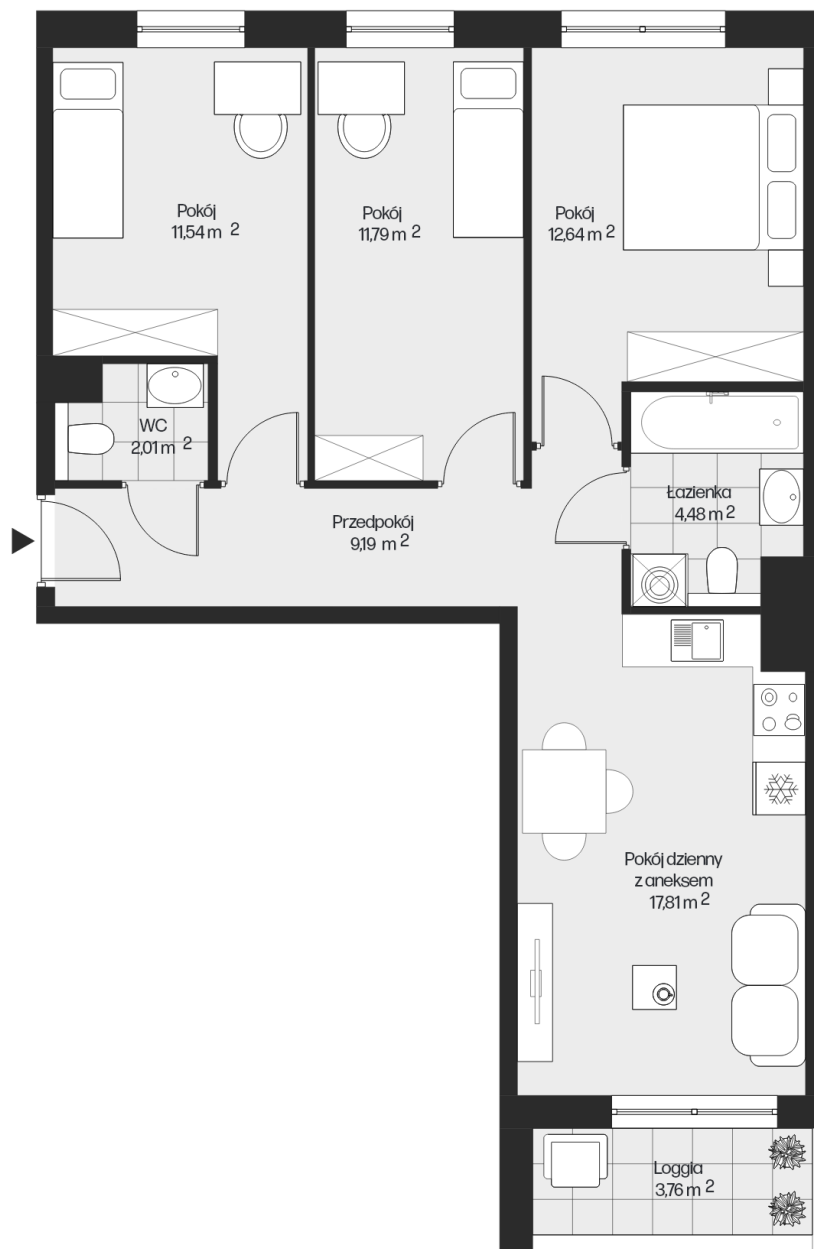 Pokój
11,54 m 2
Pokój
11,79 m 2
Pokój
12,64 m 2
WC
2,01 m 2
Łazienka
4,48 m 2
Przedpokój
9,19 m 2
Pokój dzienny
z aneksem
17,81 m 2
Loggia
3,76 m 2